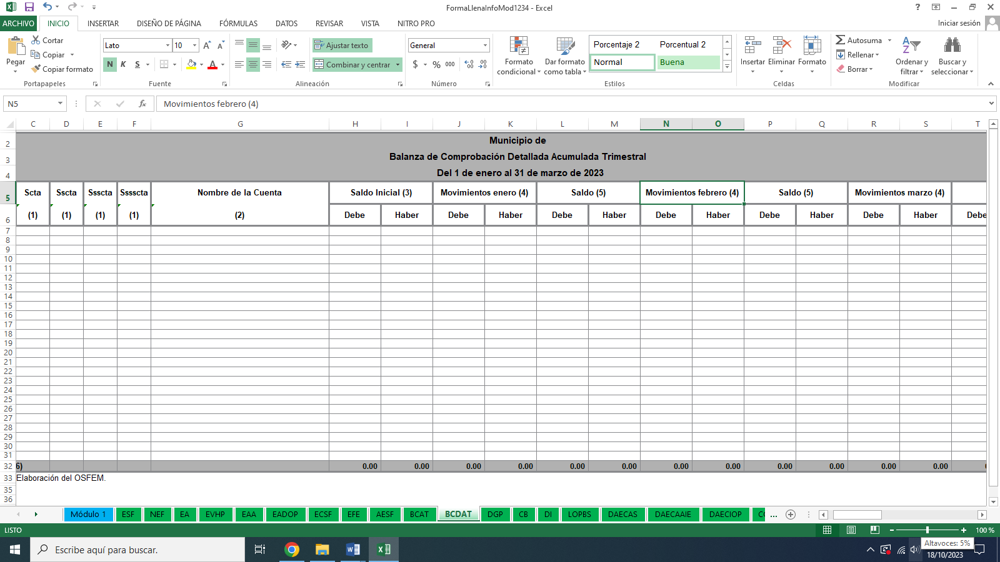 FormaLlenaInfoMod1234 - Excel
ARCHIVO INICIO INSERTAR DISEÑO DE PÁGINA FÓRMULAS DATOS REVISAR VISTA NITRO PRO Iniciar sesión
Pegar Cortar Copiar Copiar formato Portapapeles
Lato 10 N K S Fuente
Ajustar texto Combinar y centrar Alineación
General $ % 000 Número
Formato condicional Dar formato como tabla Porcentaje 2 Porcentual 2 Normal Buena Estilos
Insertar Eliminar Formato Celdas
Autosuma Rellenar Borrar Ordenar y filtrar Buscar y seleccionar Modificar
N5 fx Movimientos febrero (4)
C D E F G H I J K L M N O P Q R S T
2 Municipio de
3 Balanza de Comprobación Detallada Acumulada Trimestral
4 Del 1 de enero al 31 de marzo de 2023
5 Scta Sscta Ssscta Sssscta Nombre de la Cuenta Saldo Inicial (3) Movimientos enero (4) Saldo (5) Movimientos febrero (4) Saldo (5) Movimientos marzo (4)
6 (1) (1) (1) (1) (2) Debe Haber Debe Haber Debe Haber Debe Haber Debe Haber Debe Haber Debe
7
8
9
10
11
12
13
14
15
16
17
18
19
20
21
22
23
24
25
26
27
28
29
30
31
32 6) 0.00 0.00 0.00 0.00 0.00 0.00 0.00 0.00 0.00 0.00 0.00 0.00
33 Elaboración del OSFEM.
35
36
Módulo 1 ESF NEF EA EVHP EAA EADOP ECSF EFE AESF BCAT BCDAT DGP CB DI LOPBS DAECAS DAECAAIE DAECIOP ...
LISTO 100 %
Escribe aquí para buscar.
Altavoces: 5%
18/10/2023